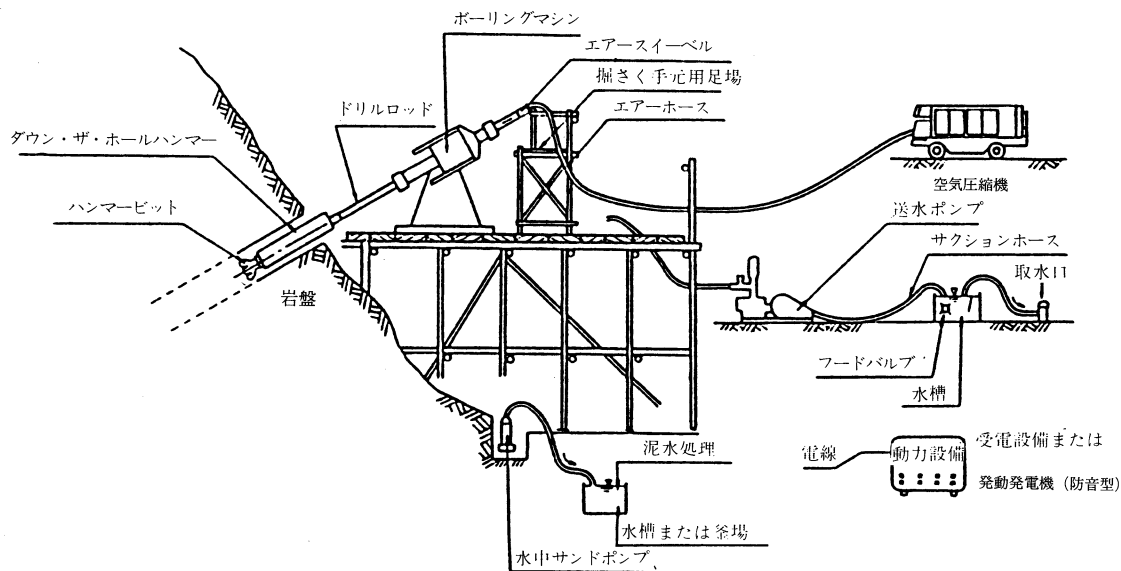 ボーリングマシン
エアースイーベル
掘さく手元用足場
エアーホース
ドリルロッド
ダウン・ザ・ホールハンマー
ハンマービット
岩盤
空気圧縮機
送水ポンプ
サクションホース
取水口
フードバルブ
水槽
電線
動力設備
受電設備または
発動発電機（防音型）
泥水処理
水槽または釜場
水中サンドポンプ